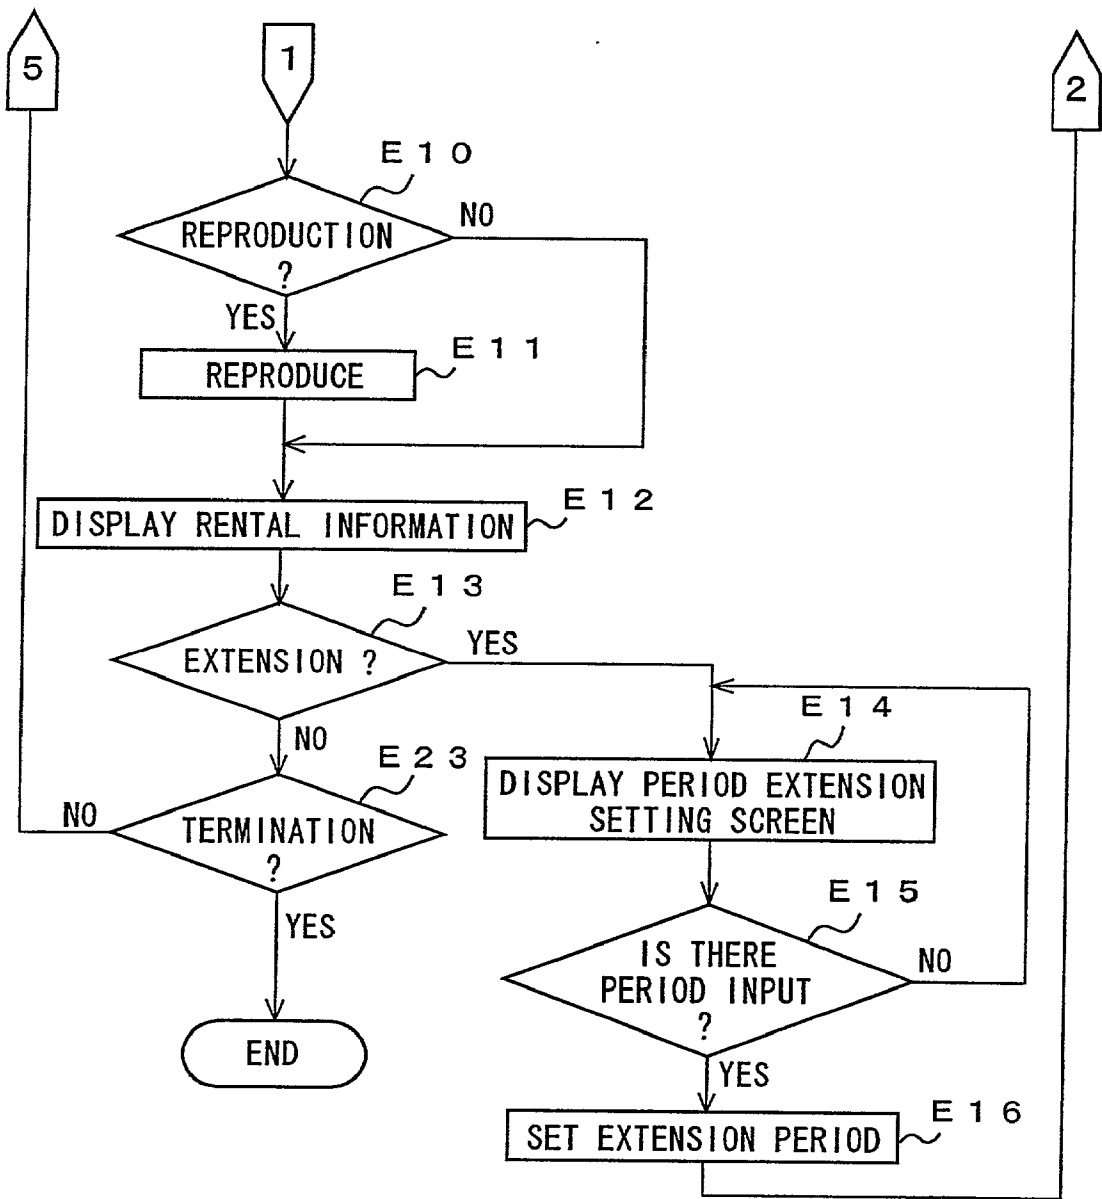 5
1
2
E10
REPRODUCTION
?
NO
YES
E11
REPRODUCE
E12
DISPLAY RENTAL INFORMATION
E13
EXTENSION ?
YES
NO
E14
DISPLAY PERIOD EXTENSION
SETTING SCREEN
E23
TERMINATION
?
NO
YES
END
E15
IS THERE
PERIOD INPUT
?
NO
YES
E16
SET EXTENSION PERIOD